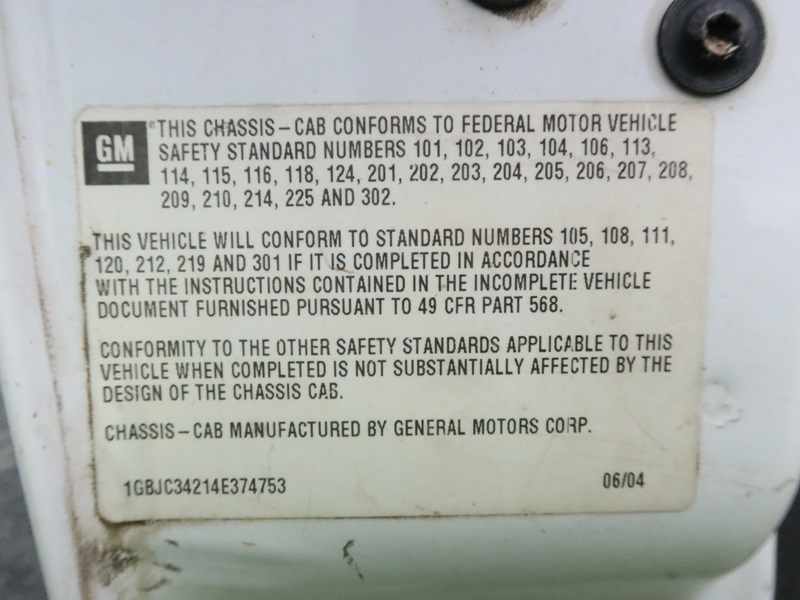 GM
THIS CHASSIS-CAB CONFORMS TO FEDERAL MOTOR VEHICLE
SAFETY STANDARD NUMBERS 101, 102, 103, 104, 106, 113,
114, 115, 116, 118, 124, 201, 202, 203, 204, 205, 206, 207, 208,
209, 210, 214, 225 AND 302.
THIS VEHICLE WILL CONFORM TO STANDARD NUMBERS 105, 108, 111,
120, 212, 219 AND 301 IF IT IS COMPLETED IN ACCORDANCE
WITH THE INSTRUCTIONS CONTAINED IN THE INCOMPLETE VEHICLE
DOCUMENT FURNISHED PURSUANT TO 49 CFR PART 568.
CONFORMITY TO THE OTHER SAFETY STANDARDS APPLICABLE TO THIS
VEHICLE WHEN COMPLETED IS NOT SUBSTANTIALLY AFFECTED BY THE
DESIGN OF THE CHASSIS CAB.
CHASSIS-CAB MANUFACTURED BY GENERAL MOTORS CORP.
1GBJC34214E374753 06/04